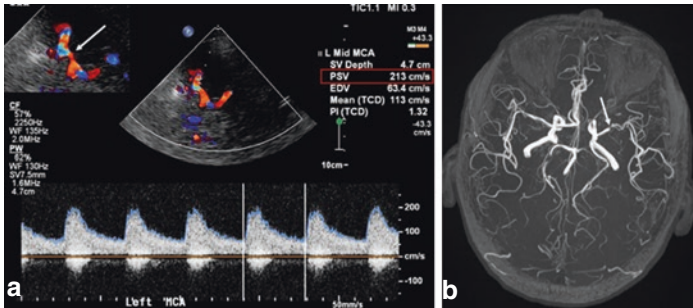 TIC1.1 MI 0.3
M3 M4
+43.3
-43.3
cm/s
L Mid MCA
SV Depth 4.7 cm
PSV 213 cm/s
EDV 63.4 cm/s
Mean (TCD) 113 cm/s
PI (TCD) 1.32
CF
57%
2250Hz
WF 135Hz
2.0MHz
PW
62%
WF 130Hz
SV7.5mm
1.6MHz
4.7cm
10cm
200
100
cm/s
-100
Left MCA
50mm/s
a
b